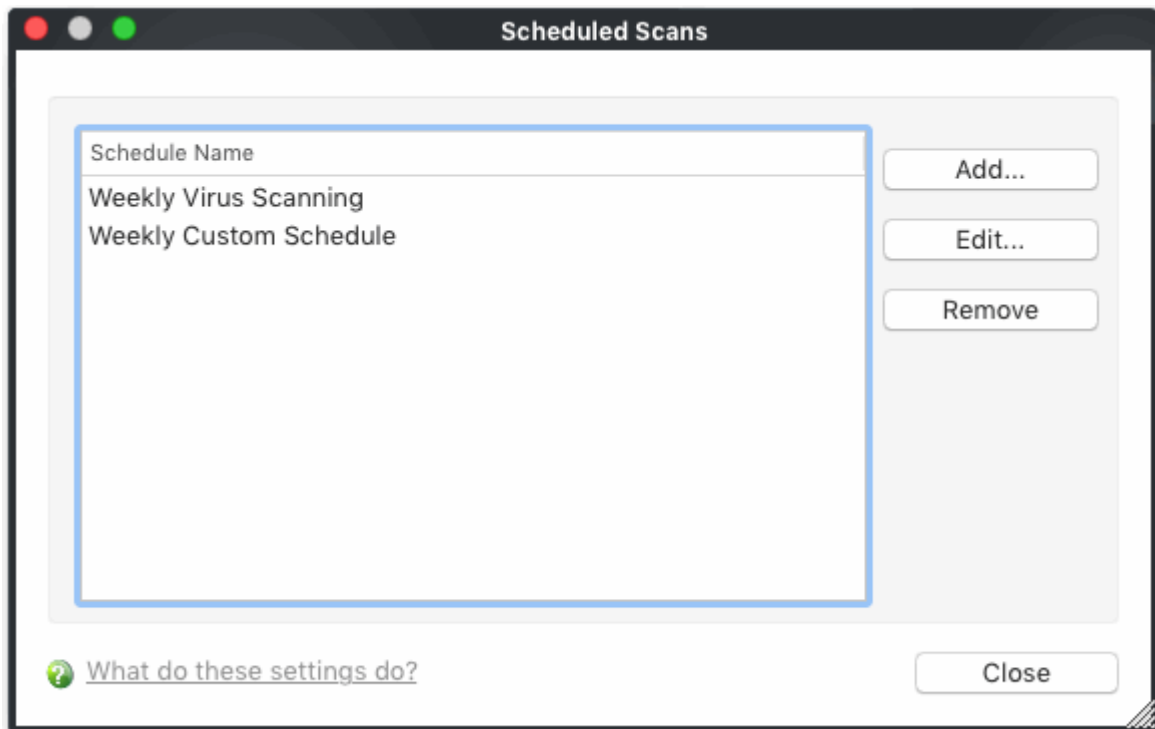 Scheduled Scans
Schedule Name
Weekly Virus Scanning
Weekly Custom Schedule
Add...
Edit...
Remove
What do these settings do?
Close